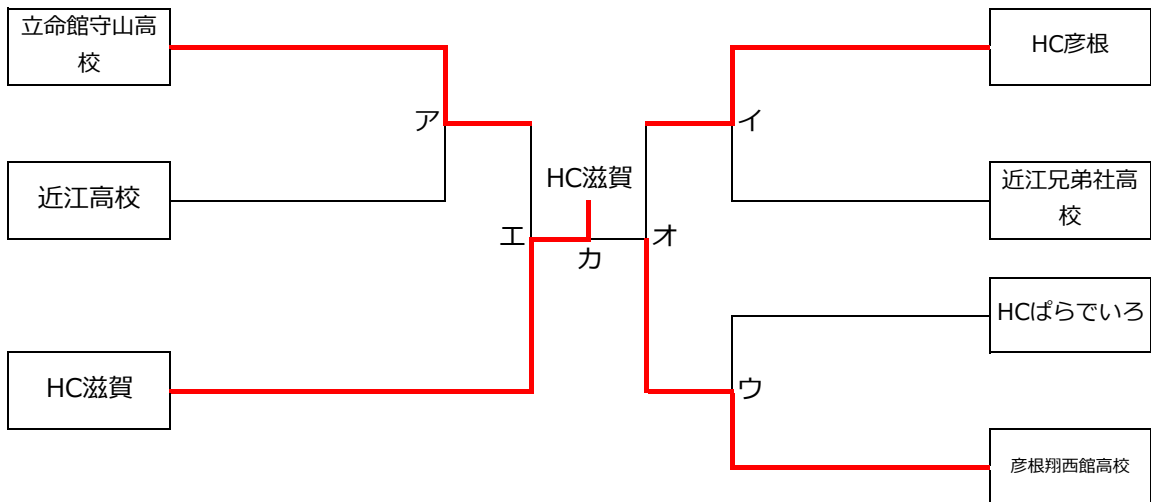 立命館守山高
校
HC彦根
ア
イ
近江高校
HC滋賀
近江兄弟社高
校
エ
オ
カ
HCぱらでいろ
HC滋賀
ウ
彦根翔西館高校